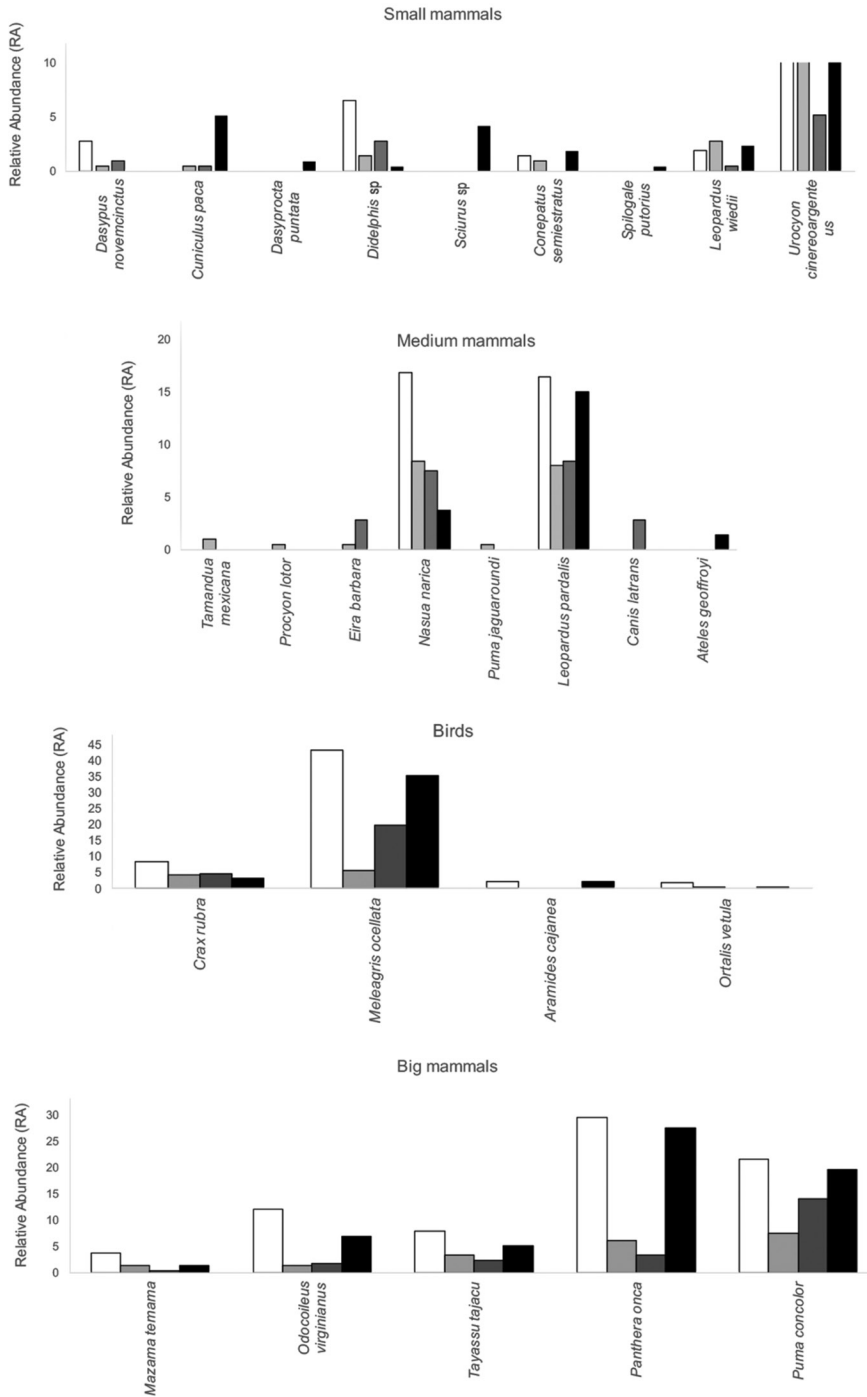 Small mammals
Relative Abundance (RA)
10
5
0
Dasypus
novemcinctus
Cuniculus paca
Dasyprocta
puntata
Didelphis sp
Sciurus sp
Conepatus
semiestratus
Spilogale
putorius
Leopardus
wiedii
Urocyon
cinereoargente
us
Medium mammals
Relative Abundance (RA)
20
15
10
5
0
Tamandua
mexicana
Procyon lotor
Eira barbara
Nasua narica
Puma jaguaroundi
Leopardus pardalis
Canis latrans
Ateles geoffroyi
Birds
Relative Abundance (RA)
45
40
35
30
25
20
15
10
5
0
Crax rubra
Meleagris ocellata
Aramides cajanea
Ortalis vetula
Big mammals
Relative Abundance (RA)
30
25
20
15
10
5
0
Mazama temama
Odocoileus
virginianus
Tayassu tajacu
Panthera onca
Puma concolor